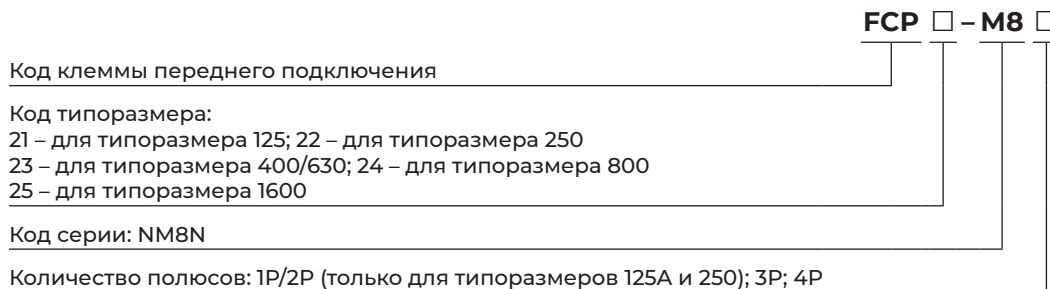 FCP □ – M8 □
Код клеммы переднего подключения
Код типоразмера:
21 – для типоразмера 125; 22 – для типоразмера 250
23 – для типоразмера 400/630; 24 – для типоразмера 800
25 – для типоразмера 1600
Код серии: NM8N
Количество полюсов: 1P/2P (только для типоразмеров 125А и 250); 3P; 4P